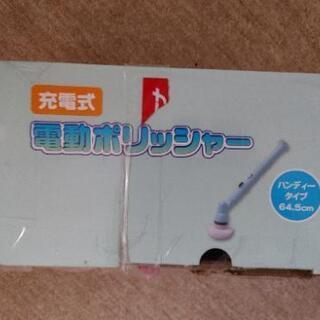 充電式
電動ポリッシャー
ハンディー
タイプ
64.5cm